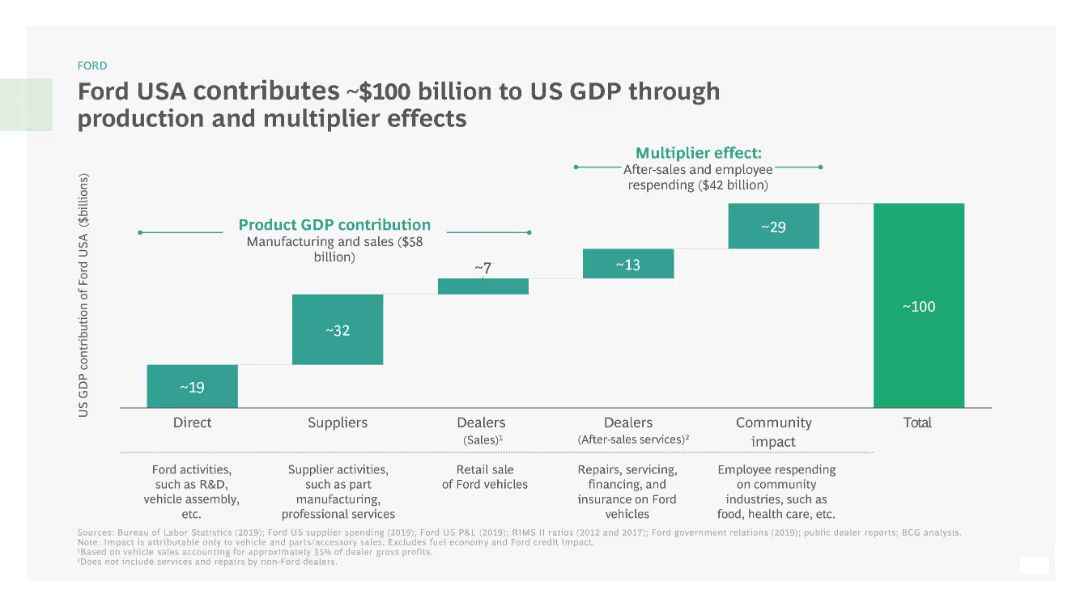 FORD
Ford USA contributes ~$100 billion to US GDP through
production and multiplier effects
Multiplier effect:
After-sales and employee
respending ($42 billion)
Product GDP contribution
Manufacturing and sales ($58
billion)
US GDP contribution of Ford USA ($billions)
~19
~32
~7
~13
~29
~100
Direct
Suppliers
Dealers
(Sales)¹
Dealers
(After-sales services)²
Community
impact
Total
Ford activities,
such as R&D,
vehicle assembly,
etc.
Supplier activities,
such as part
manufacturing,
professional services
Retail sale
of Ford vehicles
Repairs, servicing,
financing, and
insurance on Ford
vehicles
Employee respending
on community
industries, such as
food, health care, etc.
Sources: Bureau of Labor Statistics (2019); Ford US supplier spending (2019); Ford US P&L (2019); RIMS II ratios (2012 and 2017); Ford government relations (2019); public dealer reports; BCG analysis.
Note: Impact is attributable only to vehicle and parts/accessory sales. Excludes fuel economy and Ford credit impact.
¹Based on vehicle sales accounting for approximately 35% of dealer gross profits.
²Does not include services and repairs by non-Ford dealers.